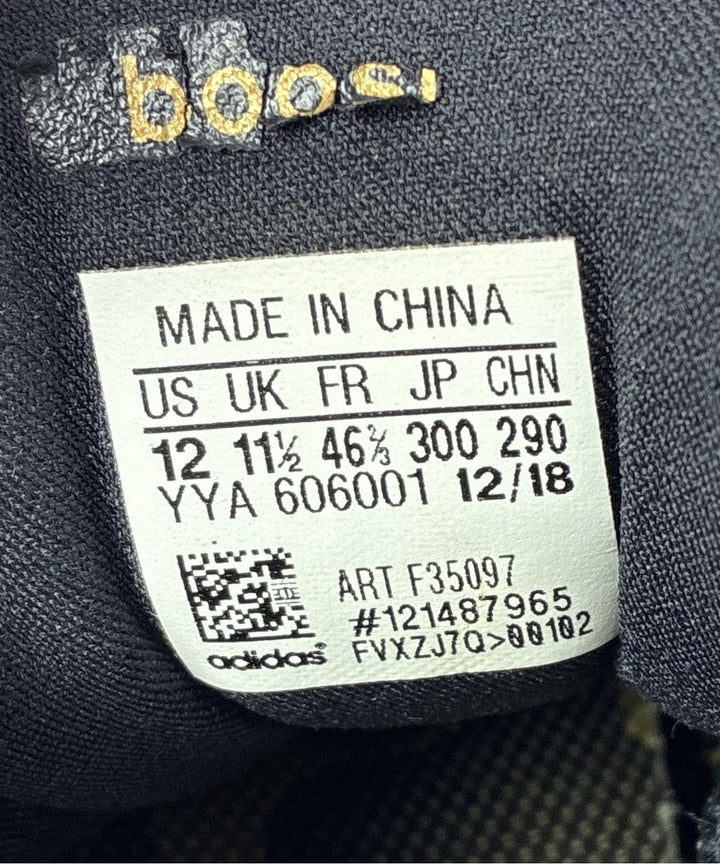 boost
MADE IN CHINA
US UK FR JP CHN
12 11½ 46⅔ 300 290
YYA 606001 12/18
ART F35097
#121487965
FVXZJ7Q>00102
adidas